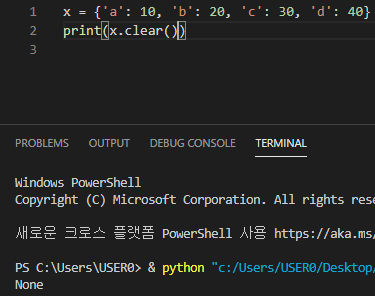 1 x = {'a': 10, 'b': 20, 'c': 30, 'd': 40}
2 print(x.clear())
3
PROBLEMS OUTPUT DEBUG CONSOLE TERMINAL
Windows PowerShell
Copyright (C) Microsoft Corporation. All rights rese
새로운 크로스 플랫폼 PowerShell 사용 https://aka.ms/
PS C:\Users\USER0> & python "c:/Users/USER0/Desktop/
None